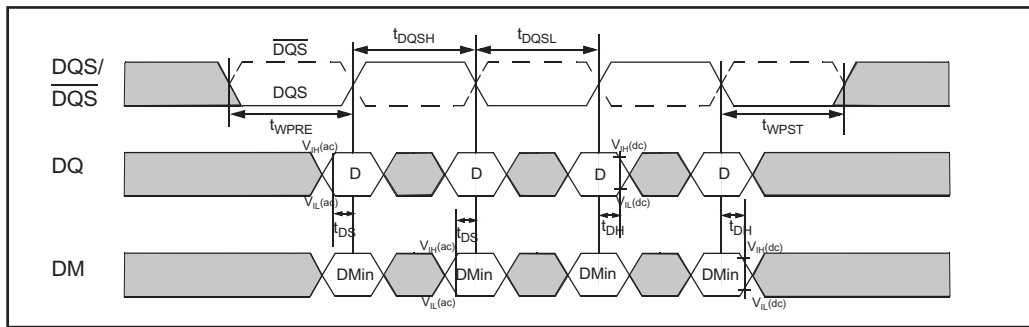 DQS tDQSH tDQSL
DQS/
DQS
DQS
tWPRE tWPST
VIH(ac) VIH(dc)
DQ D D D D
VIL(ac) VIL(dc)
tDS tDS tDH tDH
VIH(ac) VIH(dc)
DM DMin DMin DMin DMin
VIL(ac) VIL(dc)